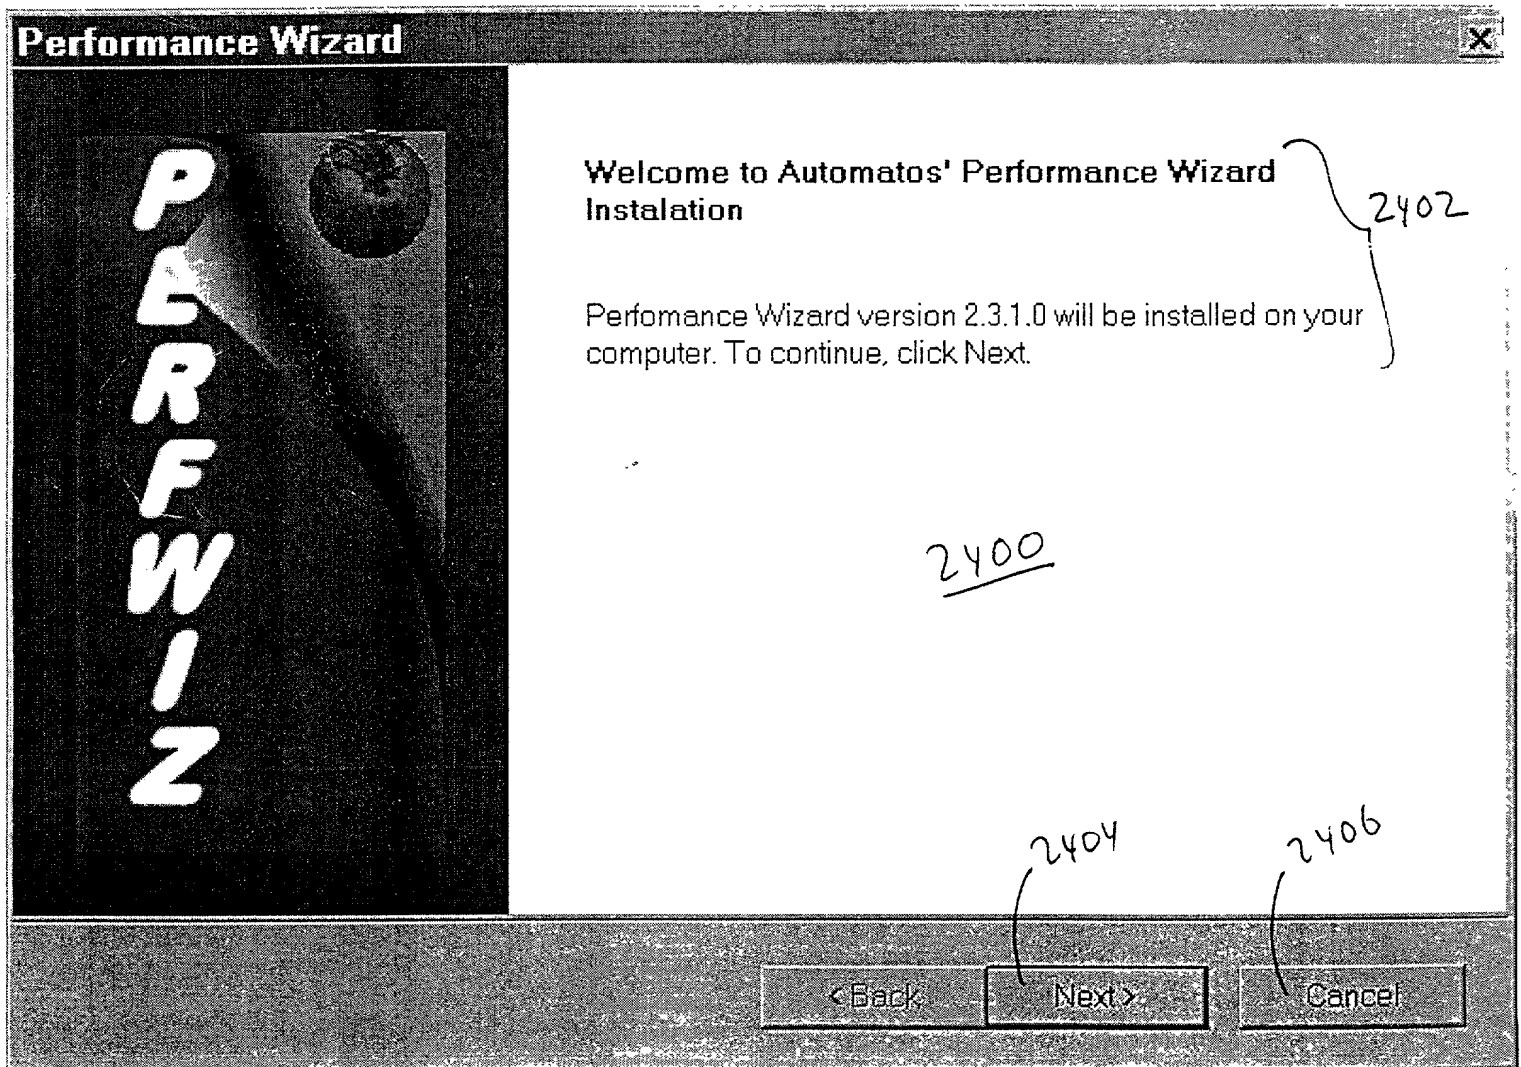 Performance Wizard
X
PERFWIZ
Welcome to Automatos' Performance Wizard
Instalation
2402
Perfomance Wizard version 2.3.1.0 will be installed on your
computer. To continue, click Next.
2400
2404
2406
< Back
Next >
Cancel